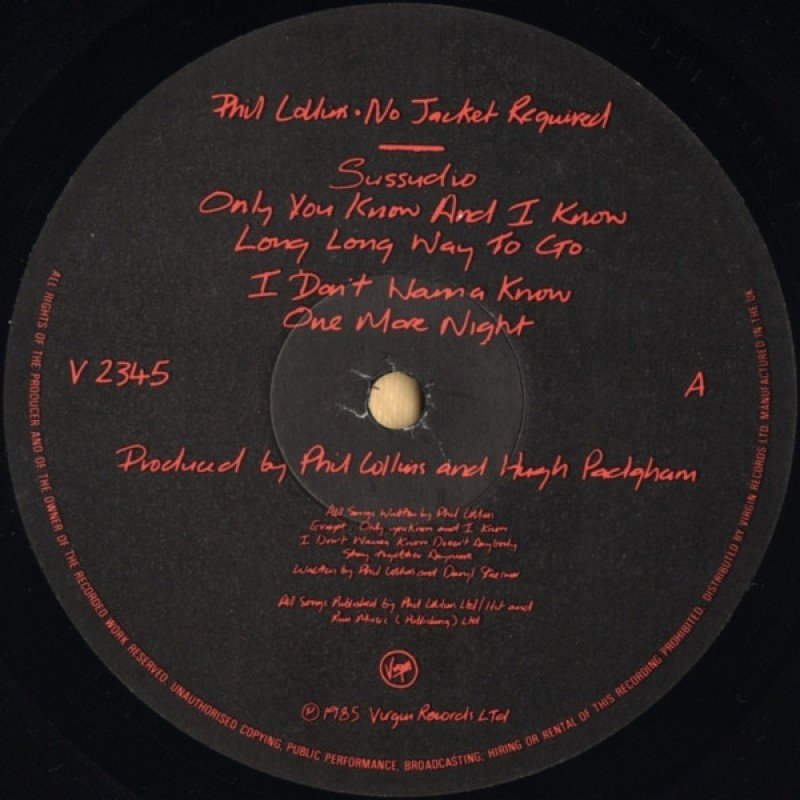 Phil Collins • No Jacket Required
Sussudio
Only You Know And I Know
Long Long Way To Go
I Don't Wanna Know
One More Night
V 2345
A
Produced by Phil Collins and Hugh Padgham
All Songs Written by Phil Collins
Except Only you Know and I Know
I Don't Wanna Know Doesn't Anybody
Stay together Anymore
Written by Phil Collins and Daryl Stuermer
All Songs Published by Phil Collins Ltd/Hit and
Run Music (Publishing) Ltd
Virgin
℗ 1985 Virgin Records Ltd
ALL RIGHTS OF THE PRODUCER AND OF THE OWNER OF THE RECORDED WORK RESERVED. UNAUTHORISED COPYING, PUBLIC PERFORMANCE, BROADCASTING, HIRING OR RENTAL OF THIS RECORDING PROHIBITED. DISTRIBUTED BY VIRGIN RECORDS LTD. MANUFACTURED IN THE UK.